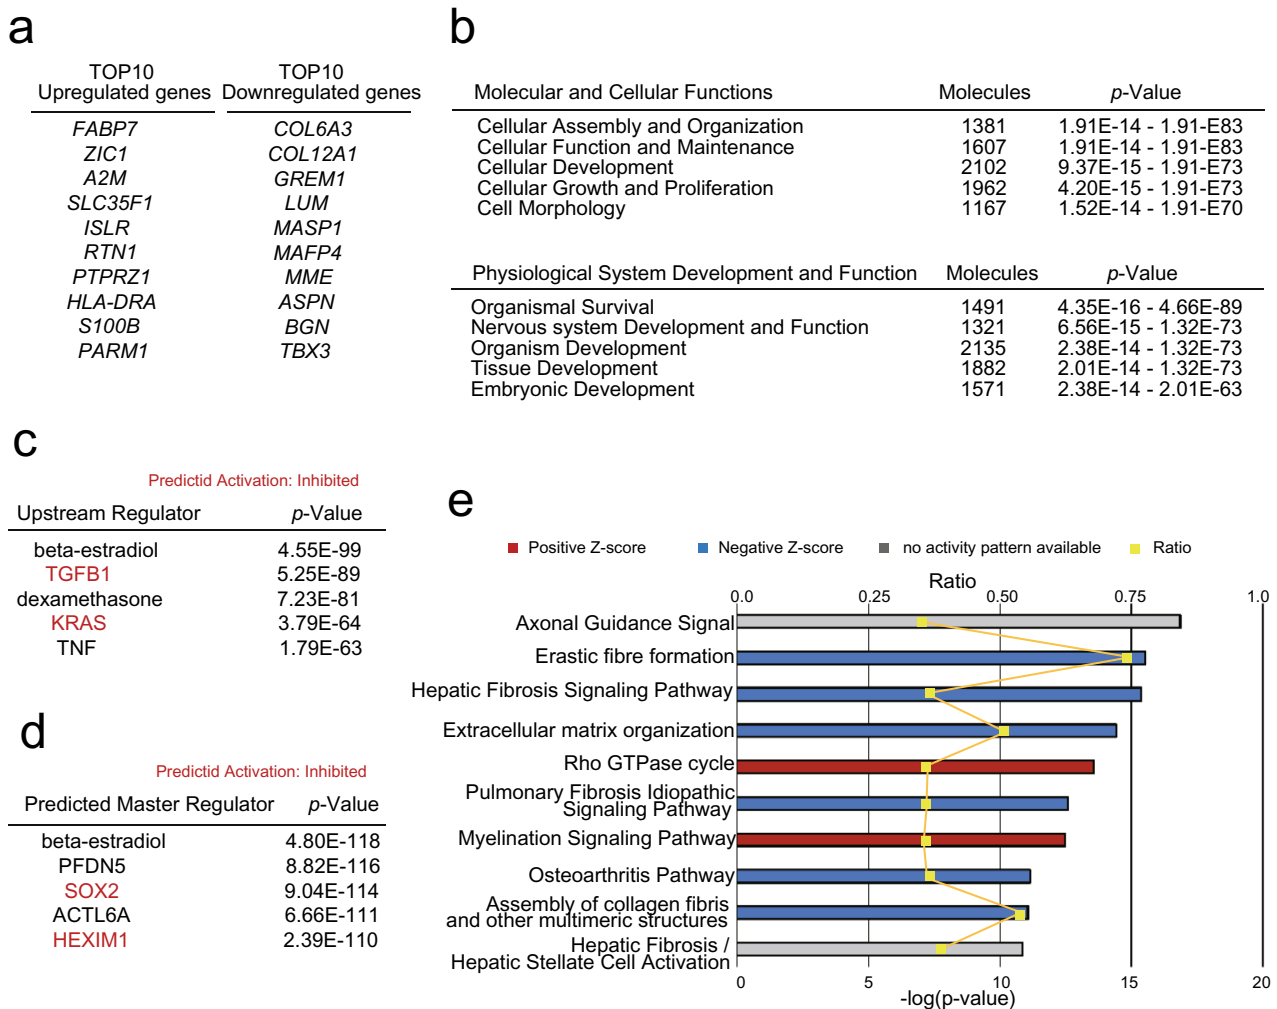 a
TOP10 Upregulated genes
TOP10 Downregulated genes
FABP7 COL6A3
ZIC1 COL12A1
A2M GREM1
SLC35F1 LUM
ISLR MASP1
RTN1 MAFP4
PTPRZ1 MME
HLA-DRA ASPN
S100B BGN
PARM1 TBX3
b
Molecular and Cellular Functions Molecules p-Value
Cellular Assembly and Organization 1381 1.91E-14 - 1.91-E83
Cellular Function and Maintenance 1607 1.91E-14 - 1.91-E83
Cellular Development 2102 9.37E-15 - 1.91-E73
Cellular Growth and Proliferation 1962 4.20E-15 - 1.91-E73
Cell Morphology 1167 1.52E-14 - 1.91-E70
Physiological System Development and Function Molecules p-Value
Organismal Survival 1491 4.35E-16 - 4.66E-89
Nervous system Development and Function 1321 6.56E-15 - 1.32E-73
Organism Development 2135 2.38E-14 - 1.32E-73
Tissue Development 1882 2.01E-14 - 1.32E-73
Embryonic Development 1571 2.38E-14 - 2.01E-63
c
Predictid Activation: Inhibited
Upstream Regulator p-Value
beta-estradiol 4.55E-99
TGFB1 5.25E-89
dexamethasone 7.23E-81
KRAS 3.79E-64
TNF 1.79E-63
d
Predictid Activation: Inhibited
Predicted Master Regulator p-Value
beta-estradiol 4.80E-118
PFDN5 8.82E-116
SOX2 9.04E-114
ACTL6A 6.66E-111
HEXIM1 2.39E-110
e
Positive Z-score Negative Z-score no activity pattern available Ratio
Ratio
0.0 0.25 0.50 0.75 1.0
Axonal Guidance Signal
Erastic fibre formation
Hepatic Fibrosis Signaling Pathway
Extracellular matrix organization
Rho GTPase cycle
Pulmonary Fibrosis Idiopathic
Signaling Pathway
Myelination Signaling Pathway
Osteoarthritis Pathway
Assembly of collagen fibris
and other multimeric structures
Hepatic Fibrosis /
Hepatic Stellate Cell Activation
0 5 10 15 20
-log(p-value)